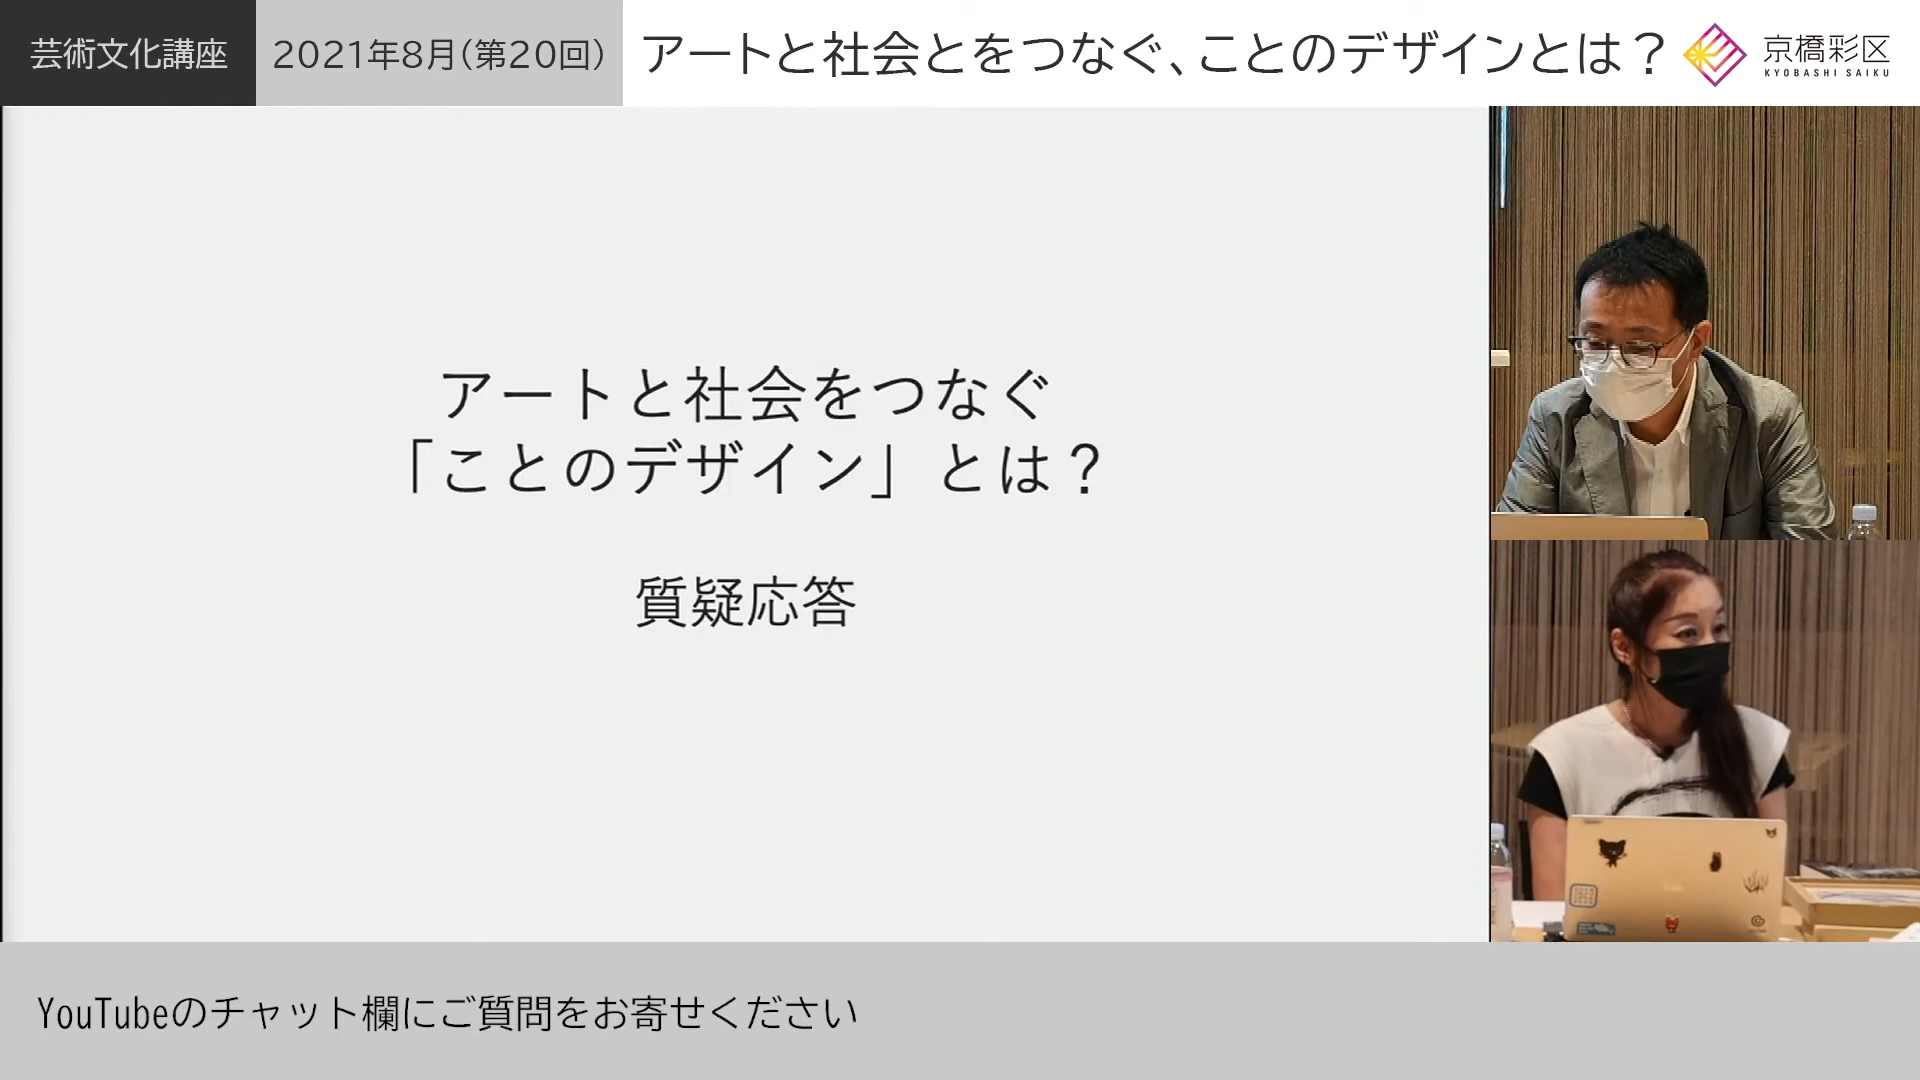 芸術文化講座
2021年8月(第20回)
アートと社会とをつなぐ、ことのデザインとは？
京橋彩区
KYOBASHI SAIKU
アートと社会をつなぐ
「ことのデザイン」とは？
質疑応答
YouTubeのチャット欄にご質問をお寄せください